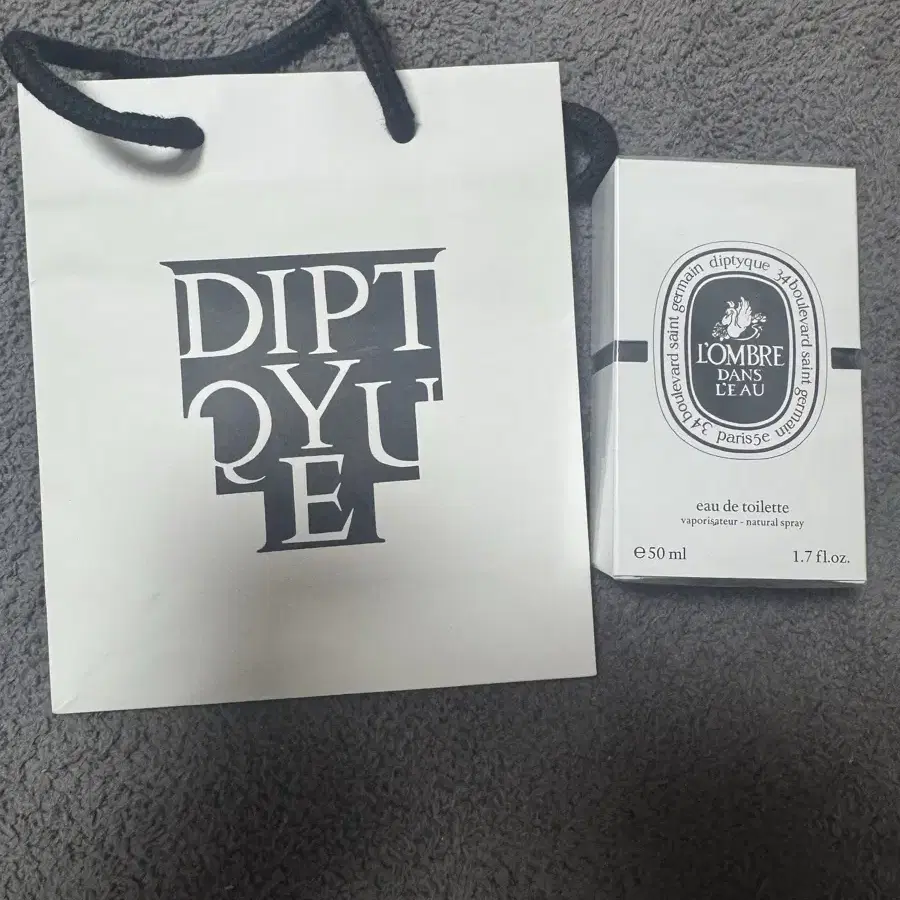 DIPT
QYU
E
diptyque 34 boulevard saint germain paris5e 34 boulevard saint germain
L'OMBRE
DANS
L'EAU
eau de toilette
vaporisateur - natural spray
℮50 ml
1.7 fl.oz.